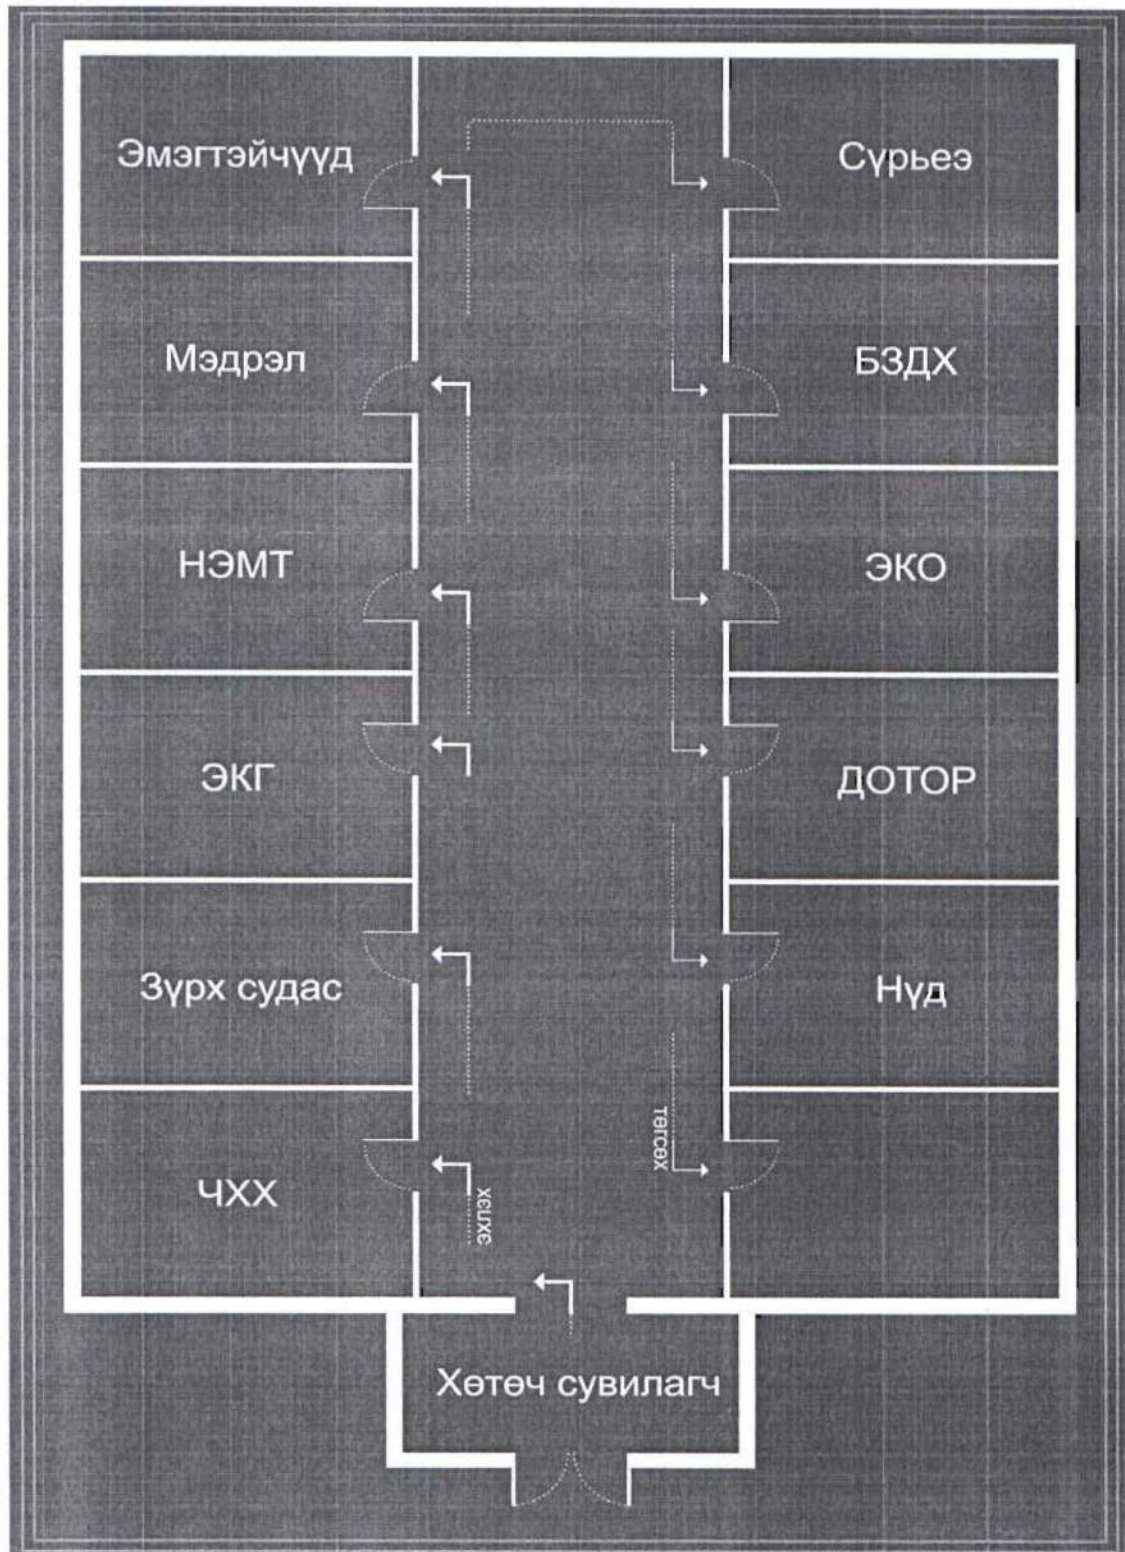 Эмэгтэйчүүд
Сүрьеэ
Мэдрэл
БЗДХ
НЭМТ
ЭКО
ЭКГ
ДОТОР
Зүрх судас
Нүд
төгсөх
ЧХХ
эхлэх
Хөтөч сувилагч